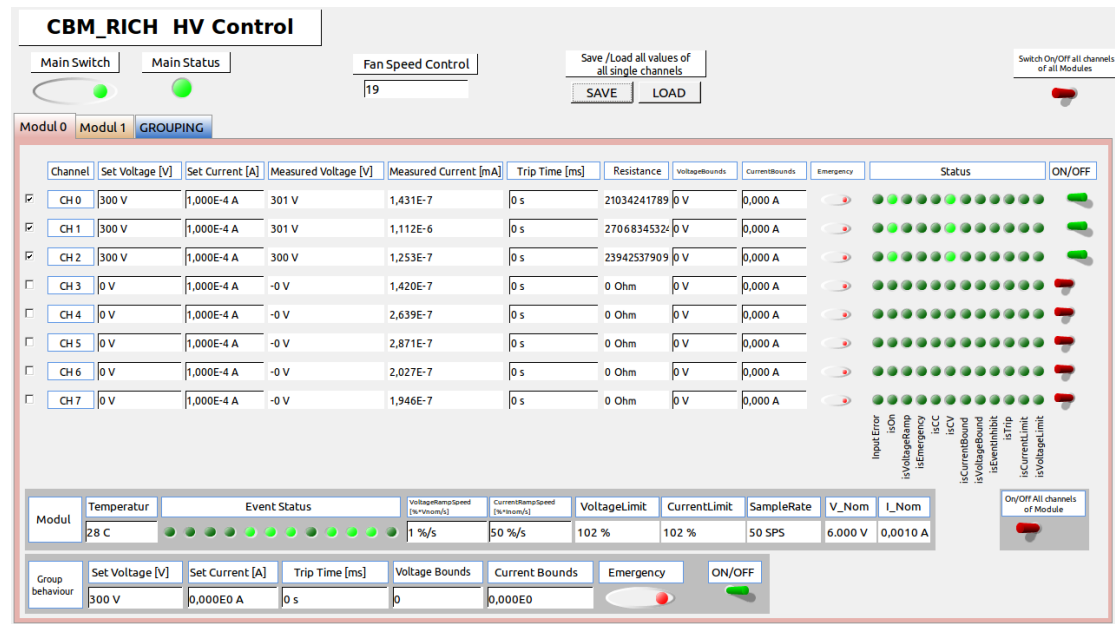 CBM_RICH HV Control
Main Switch Main Status Fan Speed Control Save /Load all values of all single channels Switch On/Off all channels of all Modules
19 SAVE LOAD
Modul 0 Modul 1 GROUPING
Channel Set Voltage [V] Set Current [A] Measured Voltage [V] Measured Current [mA] Trip Time [ms] Resistance VoltageBounds CurrentBounds Emergency Status ON/OFF
CH 0 300 V 1,000E-4 A 301 V 1,431E-7 0 s 21034241789 0 V 0,000 A
CH 1 300 V 1,000E-4 A 301 V 1,112E-6 0 s 2706834532 0 V 0,000 A
CH 2 300 V 1,000E-4 A 300 V 1,253E-7 0 s 23942537909 0 V 0,000 A
CH 3 0 V 1,000E-4 A -0 V 1,420E-7 0 s 0 Ohm 0 V 0,000 A
CH 4 0 V 1,000E-4 A -0 V 2,639E-7 0 s 0 Ohm 0 V 0,000 A
CH 5 0 V 1,000E-4 A -0 V 2,871E-7 0 s 0 Ohm 0 V 0,000 A
CH 6 0 V 1,000E-4 A -0 V 2,027E-7 0 s 0 Ohm 0 V 0,000 A
CH 7 0 V 1,000E-4 A -0 V 1,946E-7 0 s 0 Ohm 0 V 0,000 A
Input Error
isOn
isVoltageRamp
isEmergency
isCC
isCV
isCurrentBound
isVoltageBound
isEventInhibit
isTrip
isCurrentLimit
isVoltageLimit
Modul Temperatur Event Status VoltageRampSpeed [%*Vnom/s] CurrentRampSpeed [%*Inom/s] VoltageLimit CurrentLimit SampleRate V_Nom I_Nom On/Off All channels of Module
28 C 1 %/s 50 %/s 102 % 102 % 50 SPS 6.000 V 0,0010 A
Group behaviour Set Voltage [V] Set Current [A] Trip Time [ms] Voltage Bounds Current Bounds Emergency ON/OFF
300 V 0,000E0 A 0 s 0 0,000E0